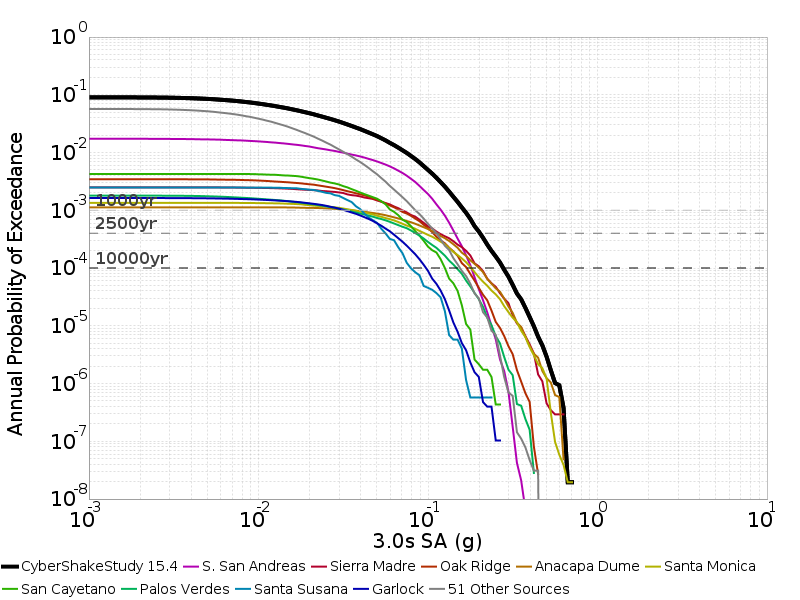 10^0
10^-1
10^-2
10^-3
10^-4
10^-5
10^-6
10^-7
10^-8
Annual Probability of Exceedance
1000yr
2500yr
10000yr
10^-3 10^-2 10^-1 10^0 10^1
3.0s SA (g)
CyberShakeStudy 15.4 S. San Andreas Sierra Madre Oak Ridge Anacapa Dume Santa Monica
San Cayetano Palos Verdes Santa Susana Garlock 51 Other Sources